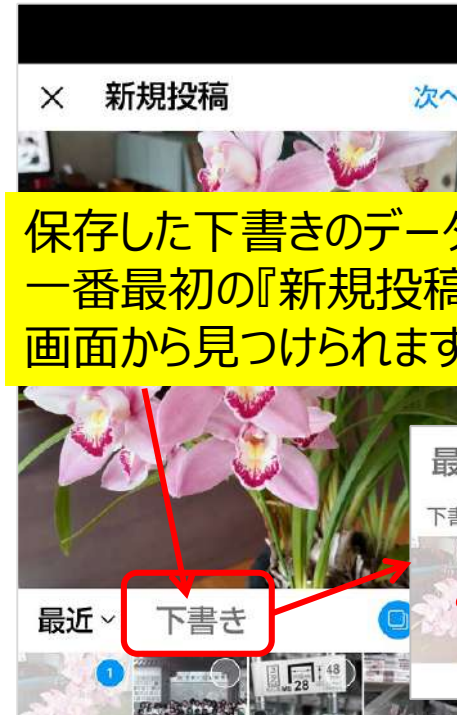 新規投稿
次へ
保存した下書きのデータ
一番最初の『新規投稿
画面から見つけられます
最
下書
最近
下書き
1
48
28